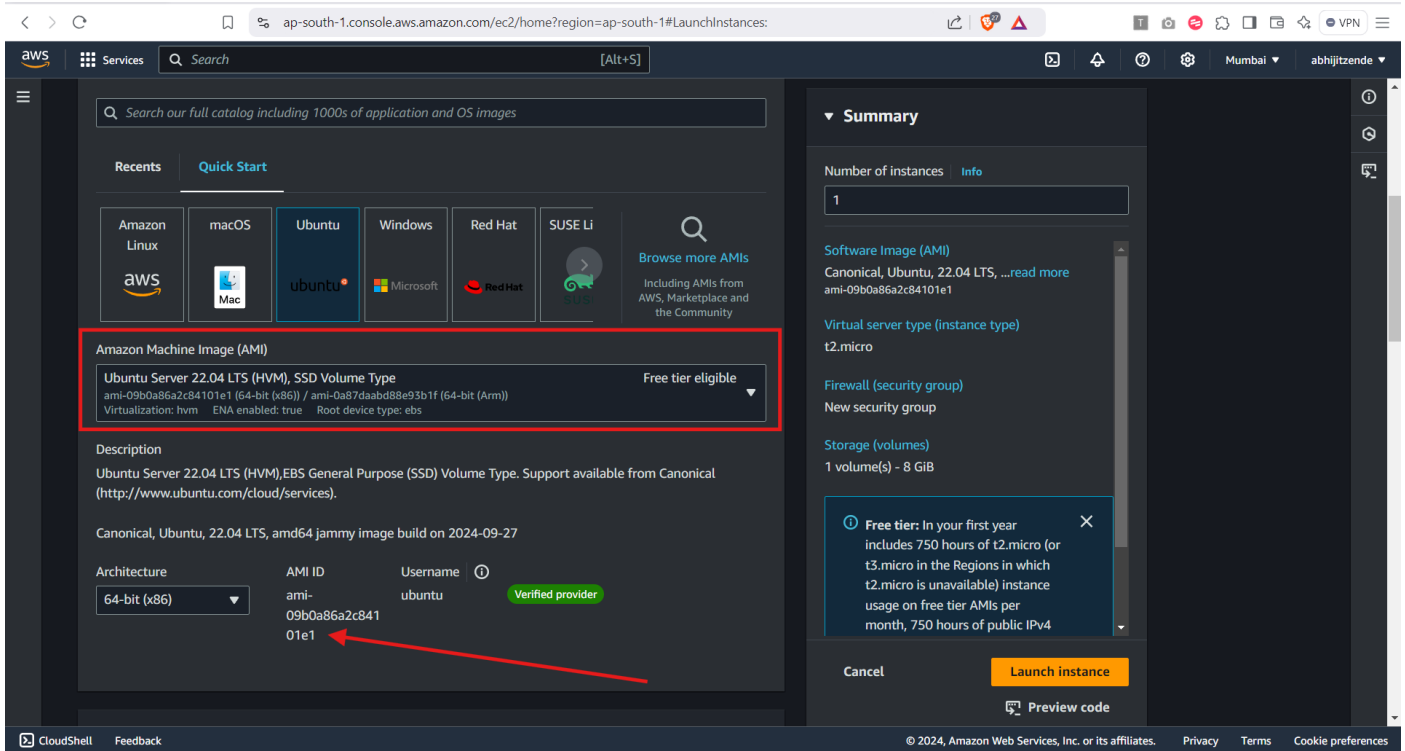 ap-south-1.console.aws.amazon.com/ec2/home?region=ap-south-1#LaunchInstances:
27
T
VPN
aws
Services
Search
[Alt+S]
Mumbai
abhijitzende
Search our full catalog including 1000s of application and OS images
Recents
Quick Start
Amazon Linux
aws
macOS
Mac
Ubuntu
ubuntu
Windows
Microsoft
Red Hat
Red Hat
SUSE Li
SUS
Browse more AMIs
Including AMIs from
AWS, Marketplace and
the Community
Amazon Machine Image (AMI)
Ubuntu Server 22.04 LTS (HVM), SSD Volume Type
Free tier eligible
ami-09b0a86a2c84101e1 (64-bit (x86)) / ami-0a87daabd88e93b1f (64-bit (Arm))
Virtualization: hvm ENA enabled: true Root device type: ebs
Description
Ubuntu Server 22.04 LTS (HVM),EBS General Purpose (SSD) Volume Type. Support available from Canonical
(http://www.ubuntu.com/cloud/services).
Canonical, Ubuntu, 22.04 LTS, amd64 jammy image build on 2024-09-27
Architecture
64-bit (x86)
AMI ID
ami-
09b0a86a2c841
01e1
Username
ubuntu
Verified provider
Summary
Number of instances
Info
1
Software Image (AMI)
Canonical, Ubuntu, 22.04 LTS, ...read more
ami-09b0a86a2c84101e1
Virtual server type (instance type)
t2.micro
Firewall (security group)
New security group
Storage (volumes)
1 volume(s) - 8 GiB
Free tier: In your first year
includes 750 hours of t2.micro (or
t3.micro in the Regions in which
t2.micro is unavailable) instance
usage on free tier AMIs per
month, 750 hours of public IPv4
Cancel
Launch instance
Preview code
CloudShell
Feedback
© 2024, Amazon Web Services, Inc. or its affiliates.
Privacy
Terms
Cookie preferences